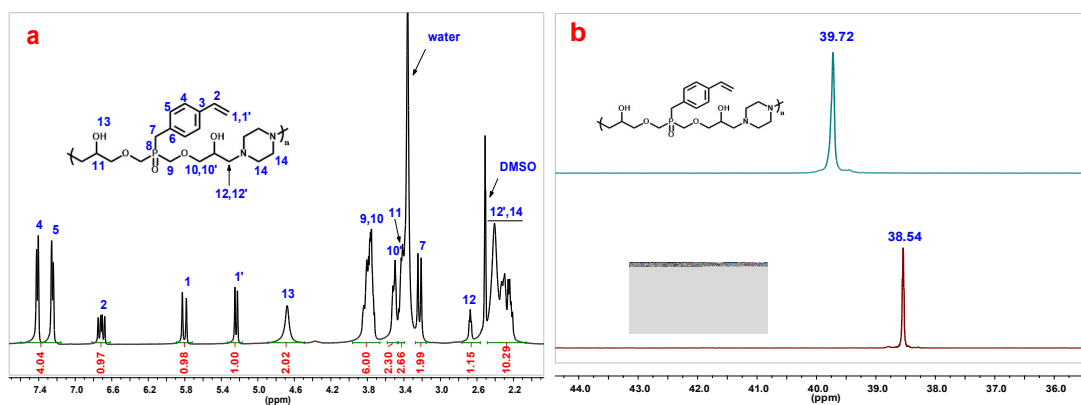 a
water
4
2
5
3
1,1'
13
OH
7
6
OH
8
P
N
n
11
O
O
N
14
O
9
10,10'
14
12,12'
DMSO
9,10
12',14
11
4
5
10'
7
1
1'
2
13
12
4.04
0.97
0.98
1.00
2.02
6.00
2.30
2.66
1.99
1.15
10.29
7.4 7.0 6.6 6.2 5.8 5.4 5.0 4.6 4.2 3.8 3.4 3.0 2.6 2.2
(ppm)
b
39.72
OH
OH
N
n
P
O
O
N
O
38.54
44.0 43.0 42.0 41.0 40.0 39.0 38.0 37.0 36.0
(ppm)